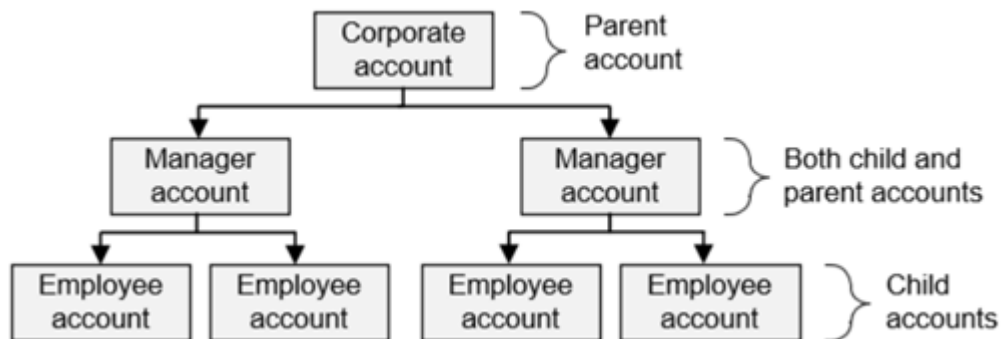 Corporate
account
Parent
account
Manager
account
Manager
account
Both child and
parent accounts
Employee
account
Employee
account
Employee
account
Employee
account
Child
accounts